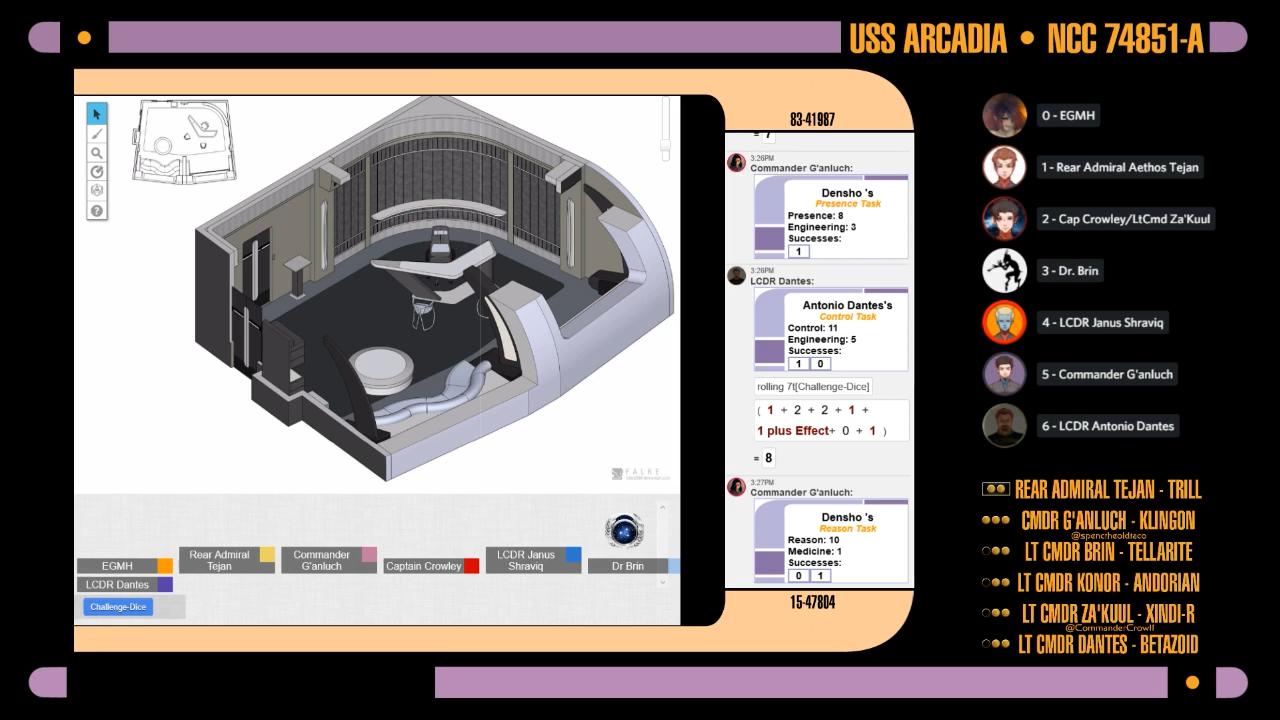 USS ARCADIA • NCC 74851-A
83-41987
= 7
3:26PM
Commander G'anluch:
Densho 's
Presence Task
Presence: 8
Engineering: 3
Successes:
1
3:26PM
LCDR Dantes:
Antonio Dantes's
Control Task
Control: 11
Engineering: 5
Successes:
1 0
rolling 7t[Challenge-Dice]
( 1 + 2 + 2 + 1 +
1 plus Effect+ 0 + 1 )
= 8
3:27PM
Commander G'anluch:
Densho 's
Reason Task
Reason: 10
Medicine: 1
Successes:
0 1
15-47804
?
FALKE
EGMH
Rear Admiral
Tejan
Commander
G'anluch
Captain Crowley
LCDR Janus
Shraviq
Dr Brin
LCDR Dantes
Challenge-Dice
0 - EGMH
1 - Rear Admiral Aethos Tejan
2 - Cap Crowley/LtCmd Za'Kuul
3 - Dr. Brin
4 - LCDR Janus Shraviq
5 - Commander G'anluch
6 - LCDR Antonio Dantes
REAR ADMIRAL TEJAN - TRILL
CMDR G'ANLUCH - KLINGON
@spenctheoldtaco
LT CMDR BRIN - TELLARITE
LT CMDR KONOR - ANDORIAN
LT CMDR ZA'KUUL - XINDI-R
@CommanderCrowll
LT CMDR DANTES - BETAZOID